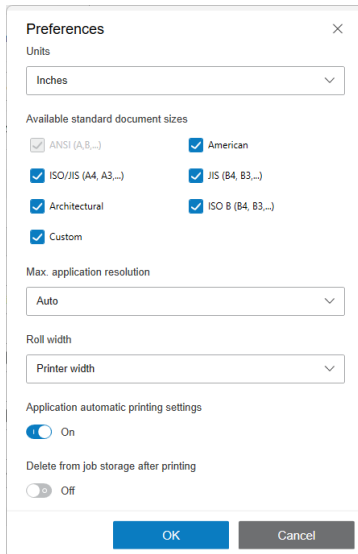 Preferences
Units
Inches
Available standard document sizes
ANSI (A,B,...) American
ISO/JIS (A4, A3,...) JIS (B4, B3,...)
Architectural ISO B (B4, B3,...)
Custom
Max. application resolution
Auto
Roll width
Printer width
Application automatic printing settings
On
Delete from job storage after printing
Off
OK Cancel